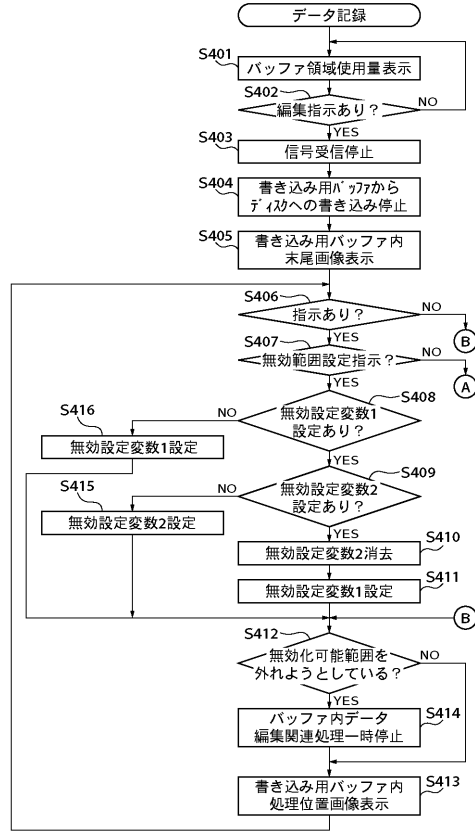 データ記録
S401
バッファ領域使用量表示
S402
編集指示あり?
NO
YES
S403
信号受信停止
S404
書き込み用バッファから
ディスクへの書き込み停止
S405
書き込み用バッファ内
末尾画像表示
S406
指示あり?
NO
B
YES
S407
無効範囲設定指示?
NO
A
YES
S408
無効設定変数1
設定あり?
NO
S416
無効設定変数1設定
YES
S409
無効設定変数2
設定あり?
NO
S415
無効設定変数2設定
YES
S410
無効設定変数2消去
S411
無効設定変数1設定
B
S412
無効化可能範囲を
外れようとしている?
NO
YES
S414
バッファ内データ
編集関連処理一時停止
S413
書き込み用バッファ内
処理位置画像表示